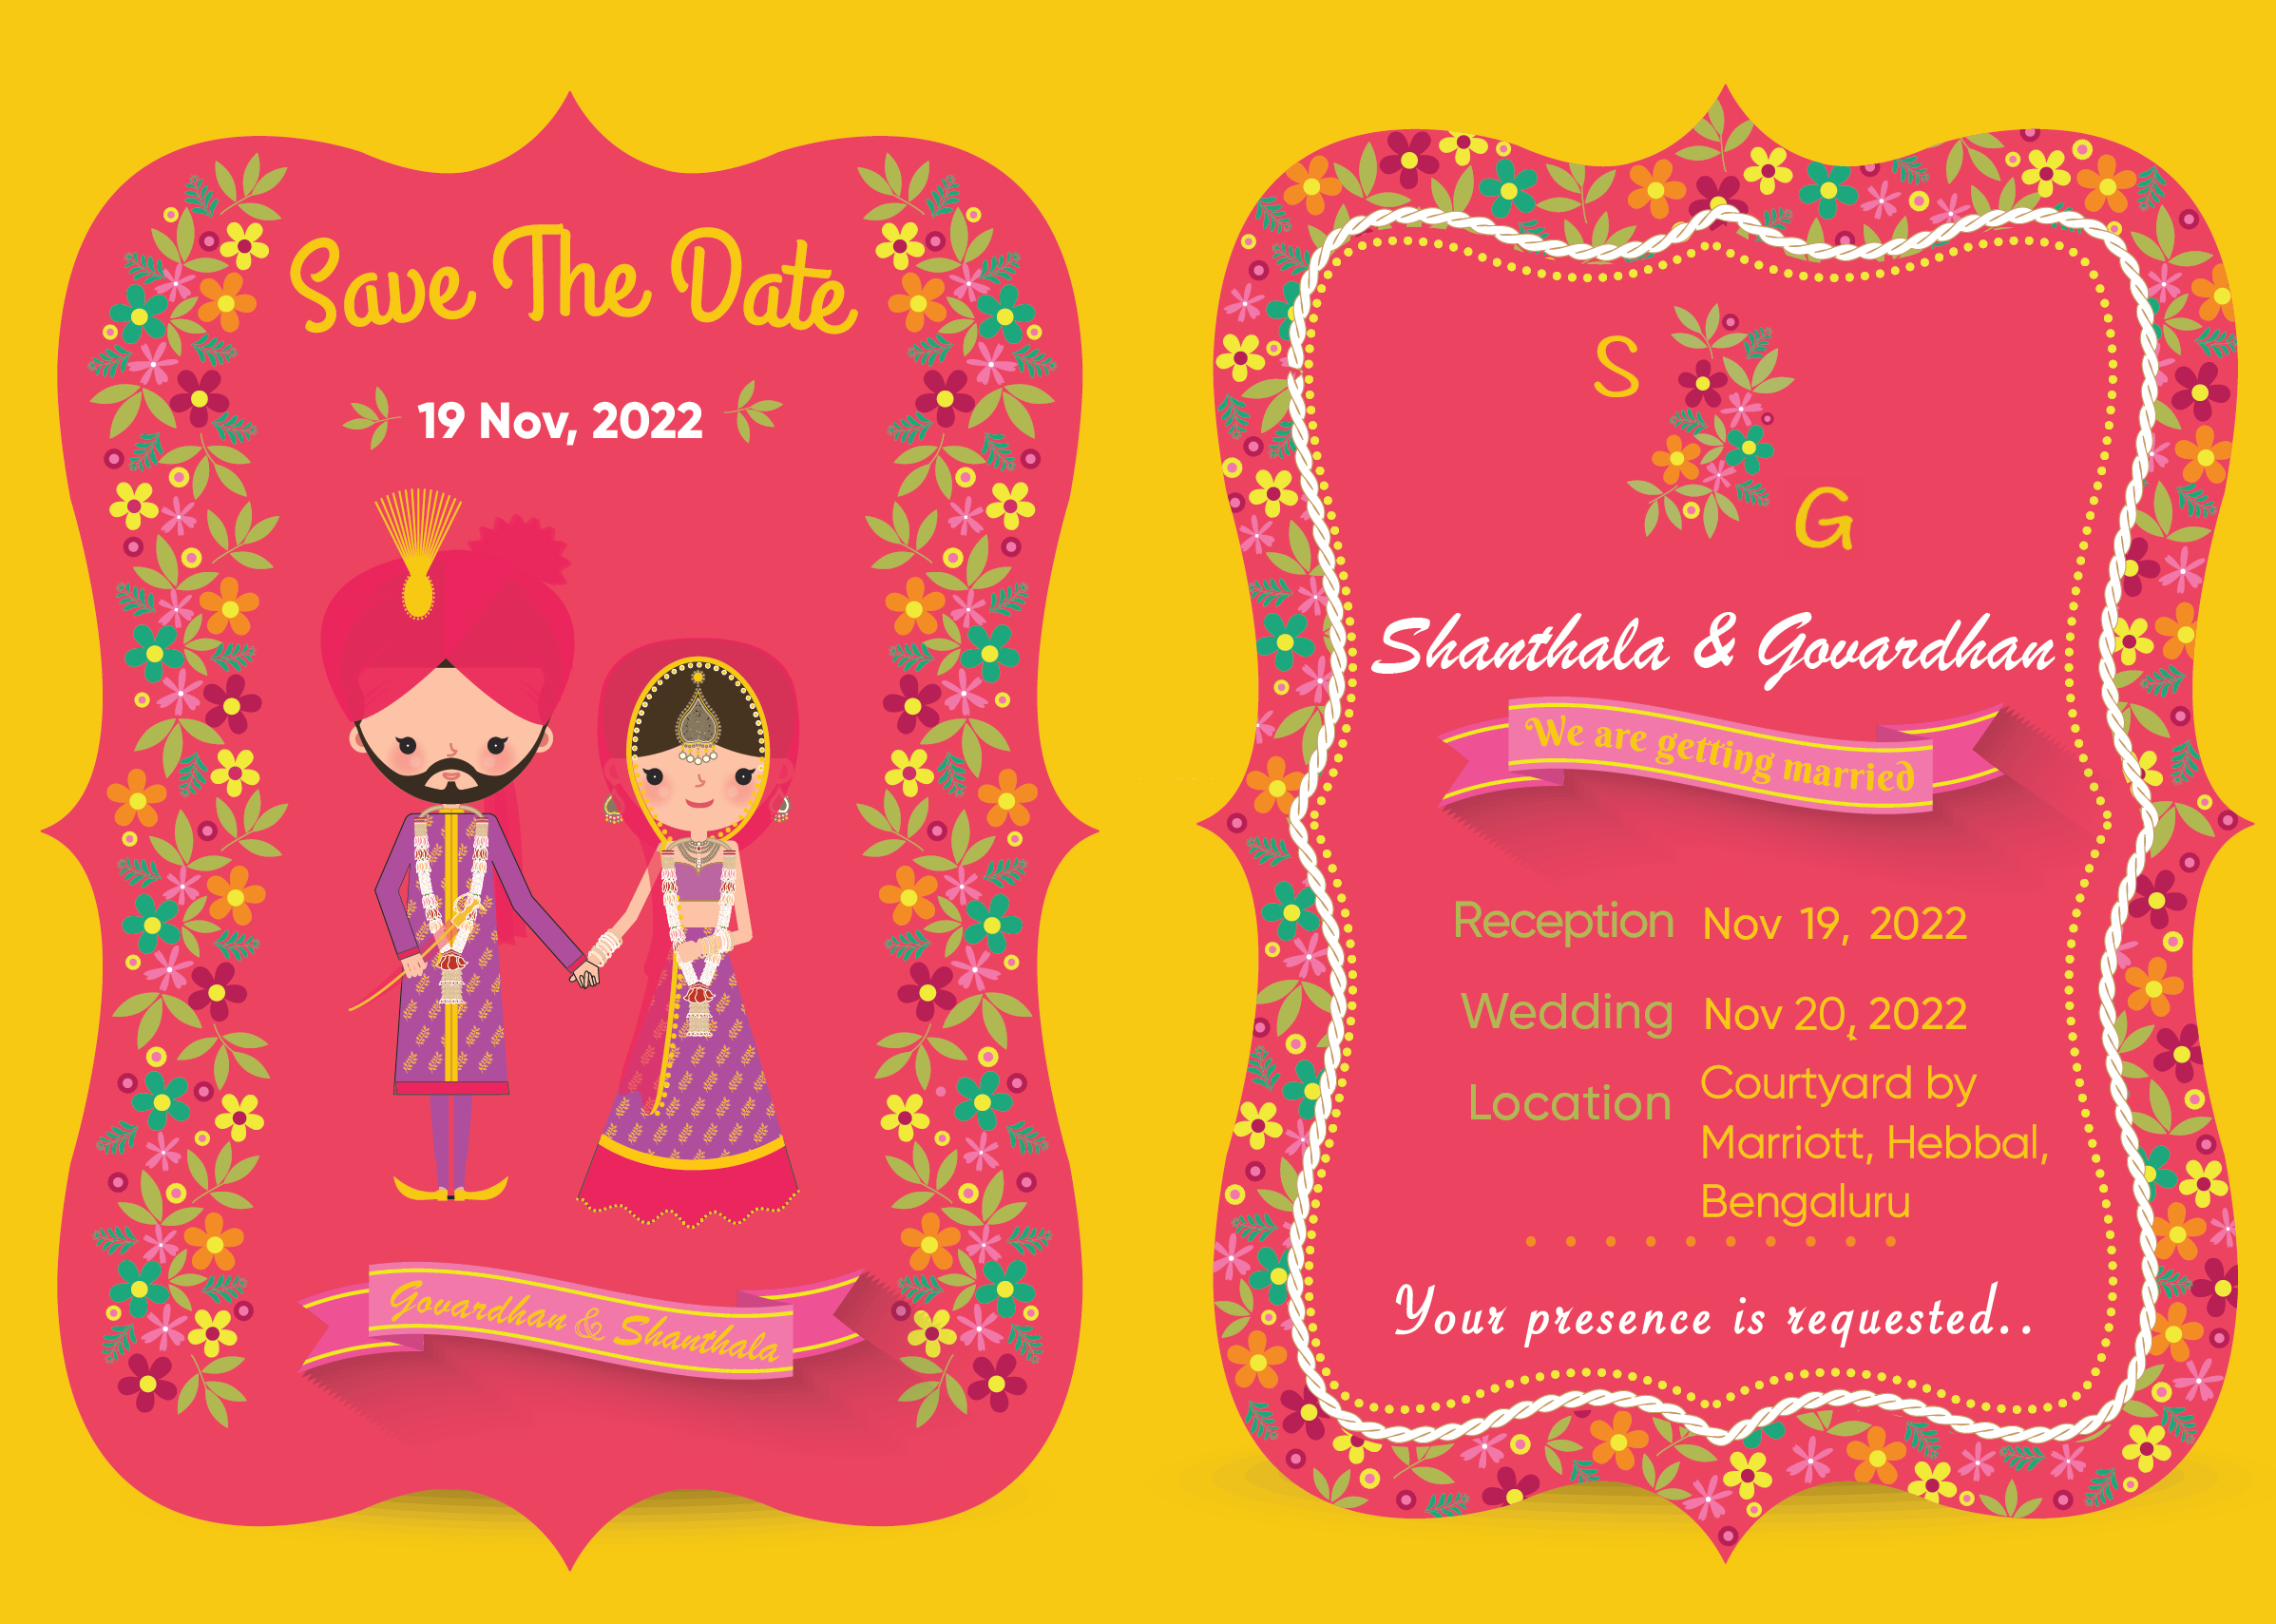 Save The Date
19 Nov, 2022
Govardhan & Shanthala
S
G
Shanthala & Govardhan
We are getting married
Reception Nov 19, 2022
Wedding Nov 20, 2022
Location Courtyard by
Marriott, Hebbal,
Bengaluru
Your presence is requested..